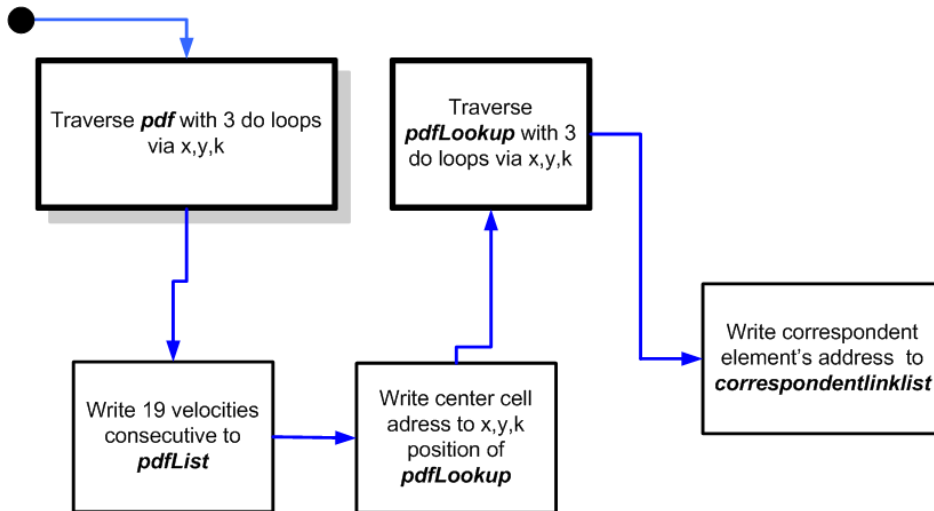 Traverse pdf with 3 do loops
via x,y,k
Write 19 velocities
consecutive to
pdfList
Write center cell
adress to x,y,k
position of
pdfLookup
Traverse
pdfLookup with 3
do loops via x,y,k
Write correspondent
element's address to
correspondentlinklist